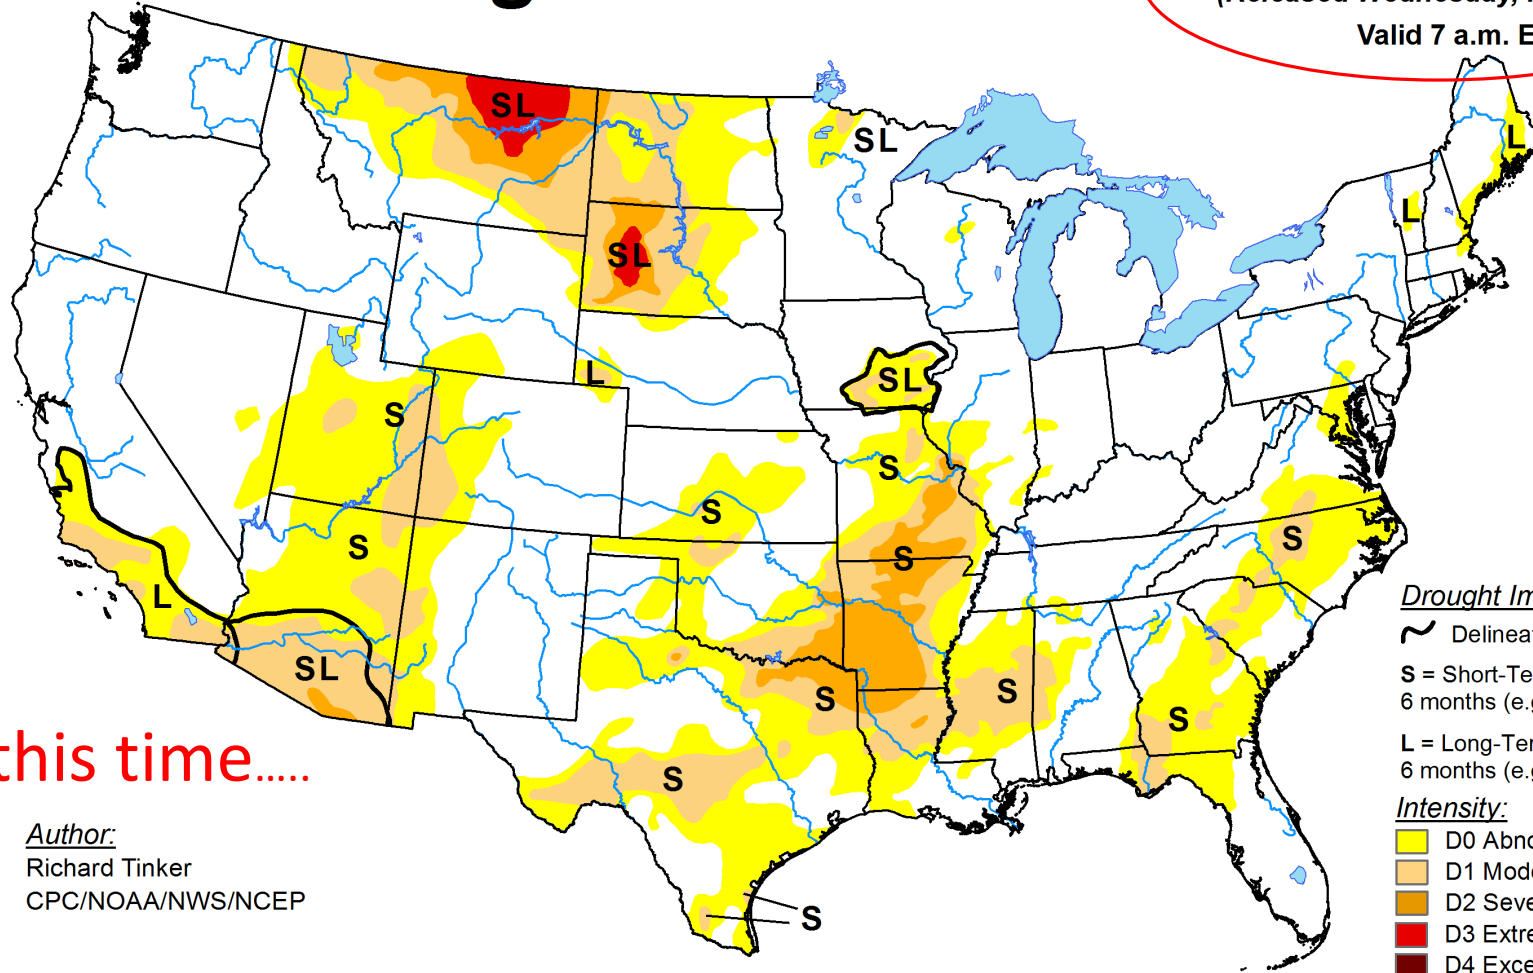 Valid 7 a.m. E
SL
SL
L
SL
L
SL
L
SL
S
S
S
S
S
S
L
SL
S
S
S
S
S
this time.....
Author:
Richard Tinker
CPC/NOAA/NWS/NCEP
Drought Im
Delinea
S = Short-Te
6 months (e.g
L = Long-Ter
6 months (e.g
Intensity:
D0 Abno
D1 Mode
D2 Seve
D3 Extre
D4 Exce